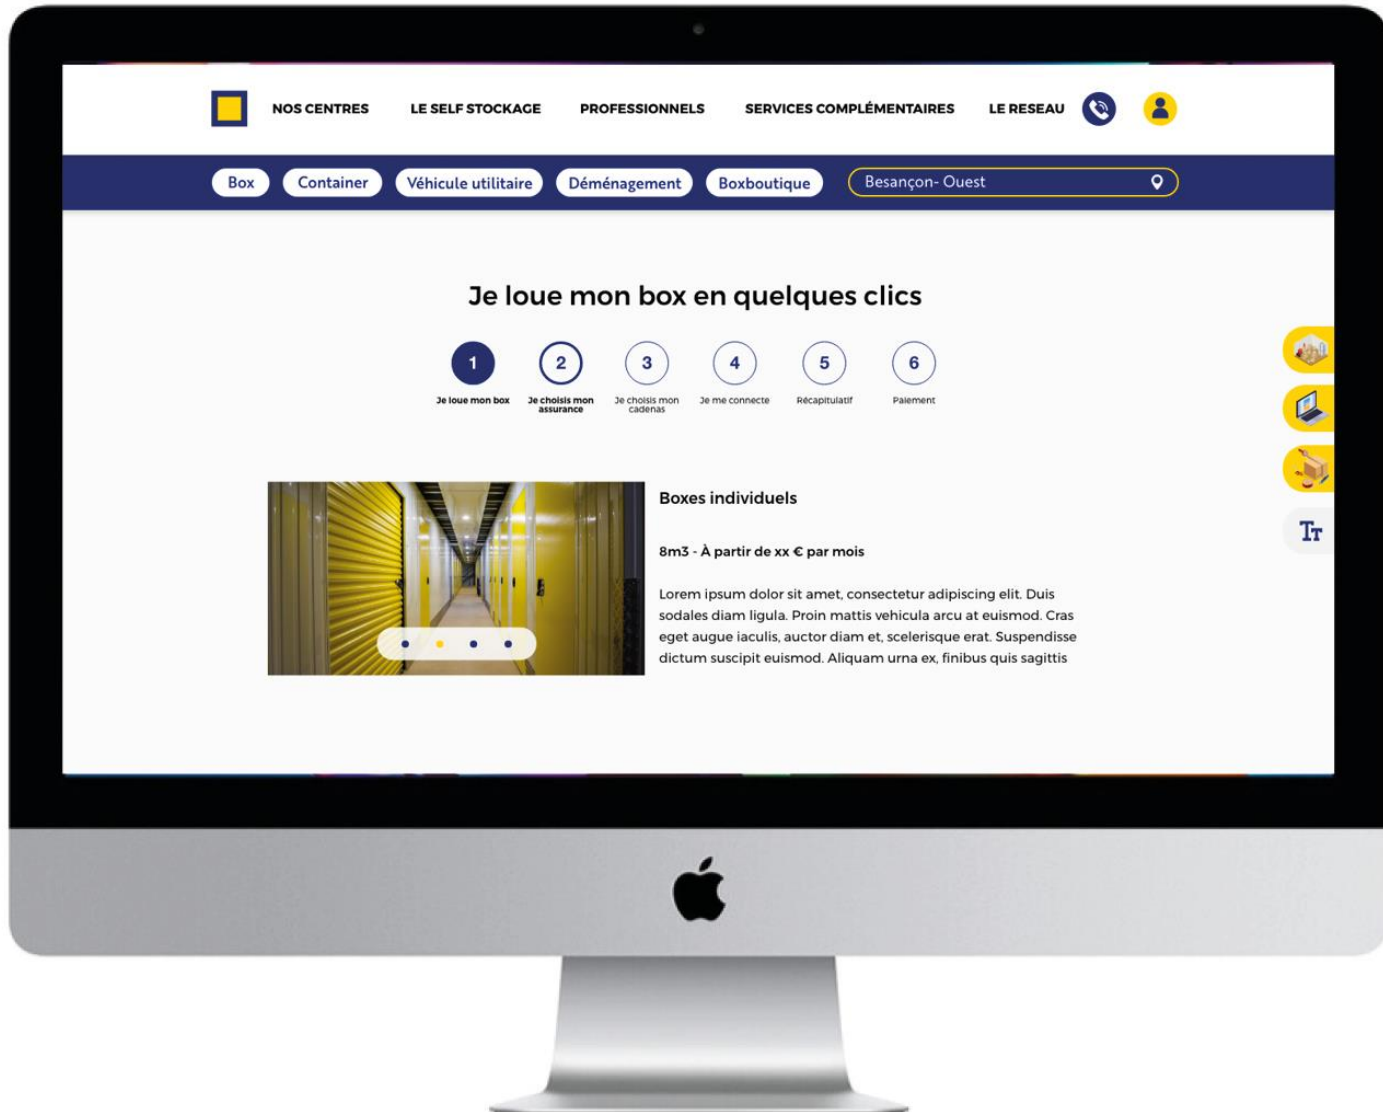 NOS CENTRES LE SELF STOCKAGE PROFESSIONNELS SERVICES COMPLÉMENTAIRES LE RESEAU
Box Container Véhicule utilitaire Déménagement Boxboutique Besançon- Ouest
Je loue mon box en quelques clics
1 2 3 4 5 6
Je loue mon box Je choisis mon assurance Je choisis mon cadenas Je me connecte Récapitulatif Paiement
Boxes individuels
8m3 - À partir de xx € par mois
Lorem ipsum dolor sit amet, consectetur adipiscing elit. Duis
sodales diam ligula. Proin mattis vehicula arcu at euismod. Cras
eget augue iaculis, auctor diam et, scelerisque erat. Suspendisse
dictum suscipit euismod. Aliquam urna ex, finibus quis sagittis
TT